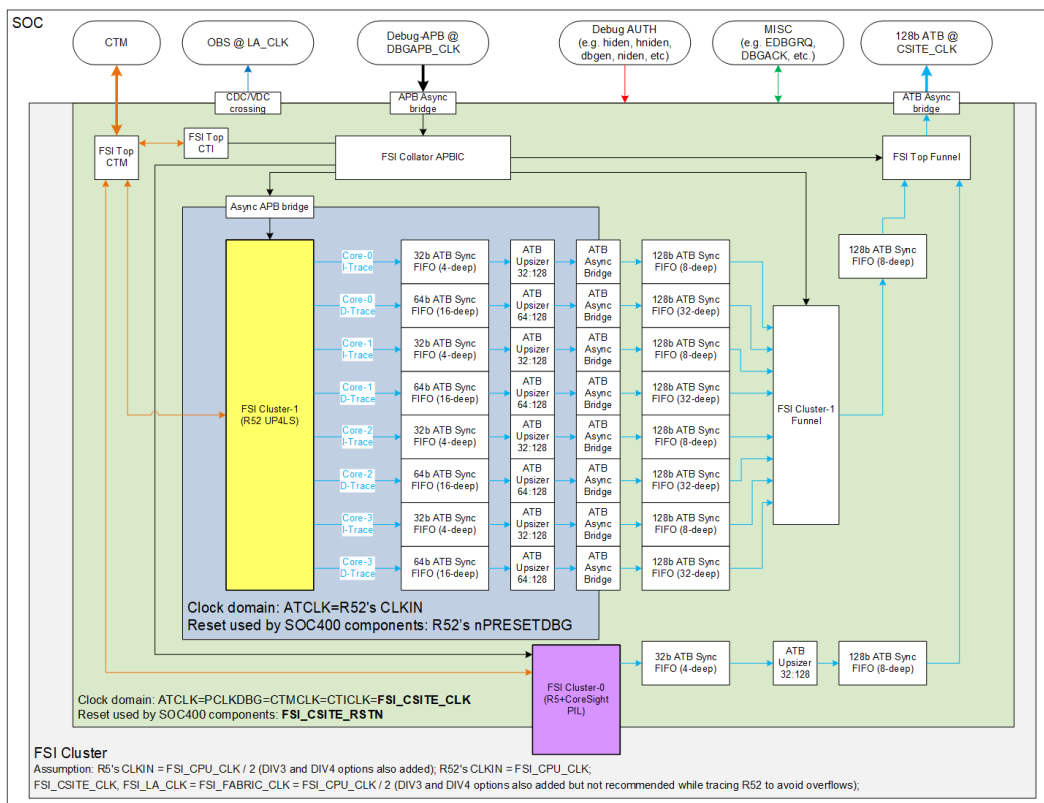 SOC
CTM
OBS @ LA_CLK
Debug-APB @
DBGAPB_CLK
Debug AUTH
(e.g. hiden, hniden,
dbgen, niden, etc)
MISC
(e.g. EDBGRQ,
DBGACK, etc.)
128b ATB @
CSITE_CLK
CDC/VDC
crossing
APB Async
bridge
ATB Async
bridge
FSI Top
CTM
FSI Top
CTI
FSI Collator APBIC
FSI Top Funnel
Async APB bridge
128b ATB Sync
FIFO (8-deep)
FSI Cluster-1
(R52 UP4LS)
Core-0
I-Trace
32b ATB Sync
FIFO (4-deep)
ATB
Upsizer
32:128
ATB
Async
Bridge
128b ATB Sync
FIFO (8-deep)
Core-0
D-Trace
64b ATB Sync
FIFO (16-deep)
ATB
Upsizer
64:128
ATB
Async
Bridge
128b ATB Sync
FIFO (32-deep)
Core-1
I-Trace
32b ATB Sync
FIFO (4-deep)
ATB
Upsizer
32:128
ATB
Async
Bridge
128b ATB Sync
FIFO (8-deep)
Core-1
D-Trace
64b ATB Sync
FIFO (16-deep)
ATB
Upsizer
64:128
ATB
Async
Bridge
128b ATB Sync
FIFO (32-deep)
Core-2
I-Trace
32b ATB Sync
FIFO (4-deep)
ATB
Upsizer
32:128
ATB
Async
Bridge
128b ATB Sync
FIFO (8-deep)
Core-2
D-Trace
64b ATB Sync
FIFO (16-deep)
ATB
Upsizer
64:128
ATB
Async
Bridge
128b ATB Sync
FIFO (32-deep)
Core-3
I-Trace
32b ATB Sync
FIFO (4-deep)
ATB
Upsizer
32:128
ATB
Async
Bridge
128b ATB Sync
FIFO (8-deep)
Core-3
D-Trace
64b ATB Sync
FIFO (16-deep)
ATB
Upsizer
64:128
ATB
Async
Bridge
128b ATB Sync
FIFO (32-deep)
FSI Cluster-1
Funnel
Clock domain: ATCLK=R52's CLKIN
Reset used by SOC400 components: R52's nPRESETDBG
FSI Cluster-0
(R5+CoreSight
PIL)
32b ATB Sync
FIFO (4-deep)
ATB
Upsizer
32:128
128b ATB Sync
FIFO (8-deep)
Clock domain: ATCLK=PCLKDBG=CTMCLK=CTICLK=FSI_CSITE_CLK
Reset used by SOC400 components: FSI_CSITE_RSTN
FSI Cluster
Assumption: R5's CLKIN = FSI_CPU_CLK / 2 (DIV3 and DIV4 options also added); R52's CLKIN = FSI_CPU_CLK;
FSI_CSITE_CLK, FSI_LA_CLK = FSI_FABRIC_CLK = FSI_CPU_CLK / 2 (DIV3 and DIV4 options also added but not recommended while tracing R52 to avoid overflows);